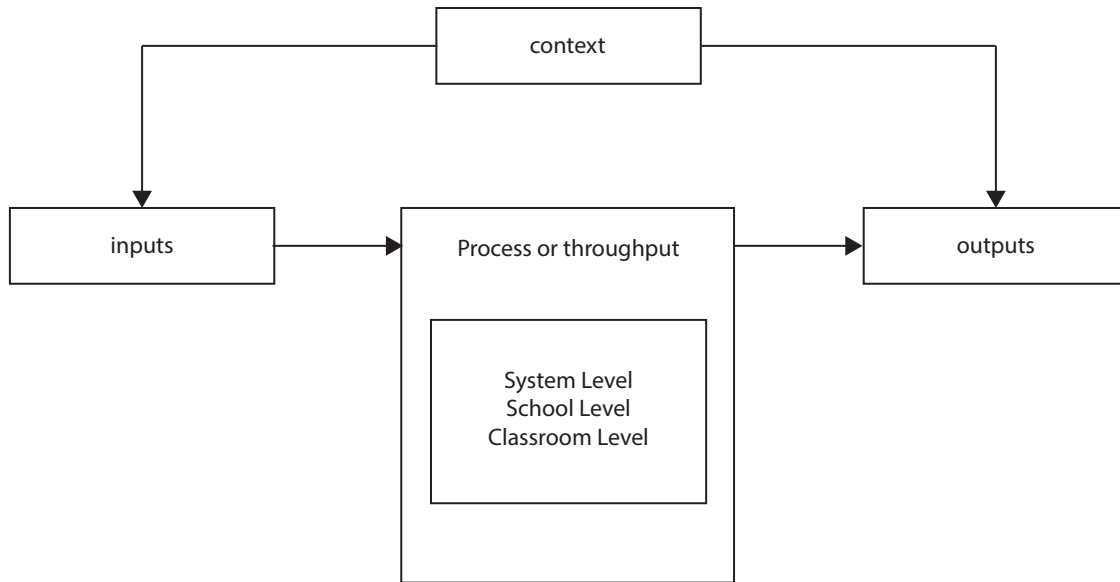 context
inputs
Process or throughput
outputs
System Level
School Level
Classroom Level